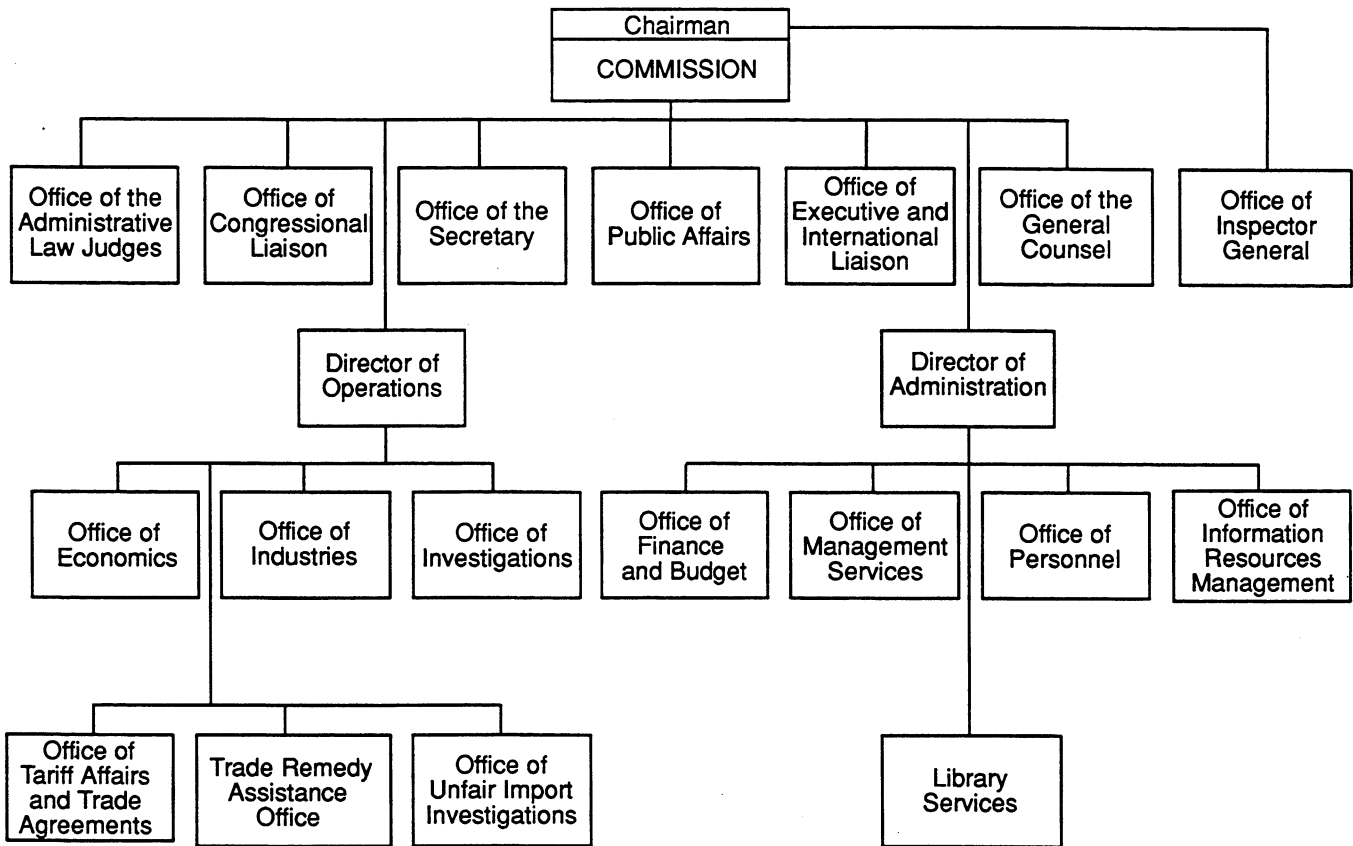 Chairman
COMMISSION
Office of the
Administrative
Law Judges
Office of
Congressional
Liaison
Office of the
Secretary
Office of
Public Affairs
Office of
Executive and
International
Liaison
Office of the
General
Counsel
Office of
Inspector
General
Director of
Operations
Director of
Administration
Office of
Economics
Office of
Industries
Office of
Investigations
Office of
Finance
and Budget
Office of
Management
Services
Office of
Personnel
Office of
Information
Resources
Management
Office of
Tariff Affairs
and Trade
Agreements
Trade Remedy
Assistance
Office
Office of
Unfair Import
Investigations
Library
Services